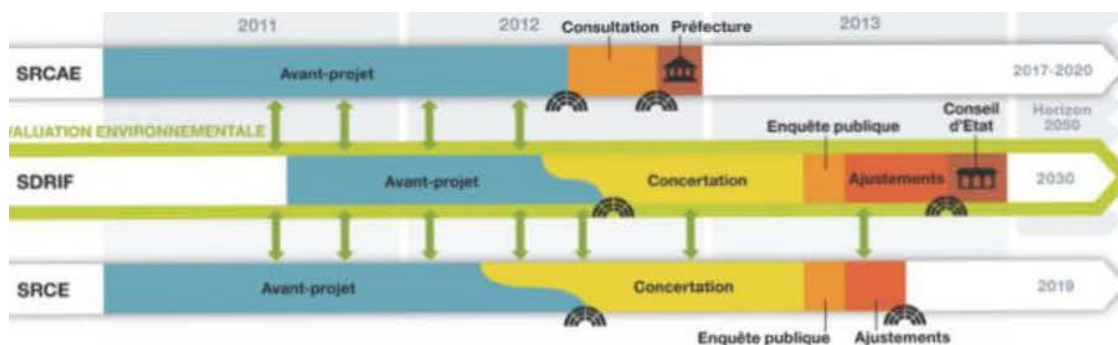 2011 2012 2013
Consultation Préfecture
SRCAE Avant-projet 2017-2020
VALUATION ENVIRONNEMENTALE Enquête publique Conseil d'Etat Horizon 2050
SDRIF Avant-projet Concertation Ajustements 2030
SRCE Avant-projet Concertation 2019
Enquête publique Ajustements